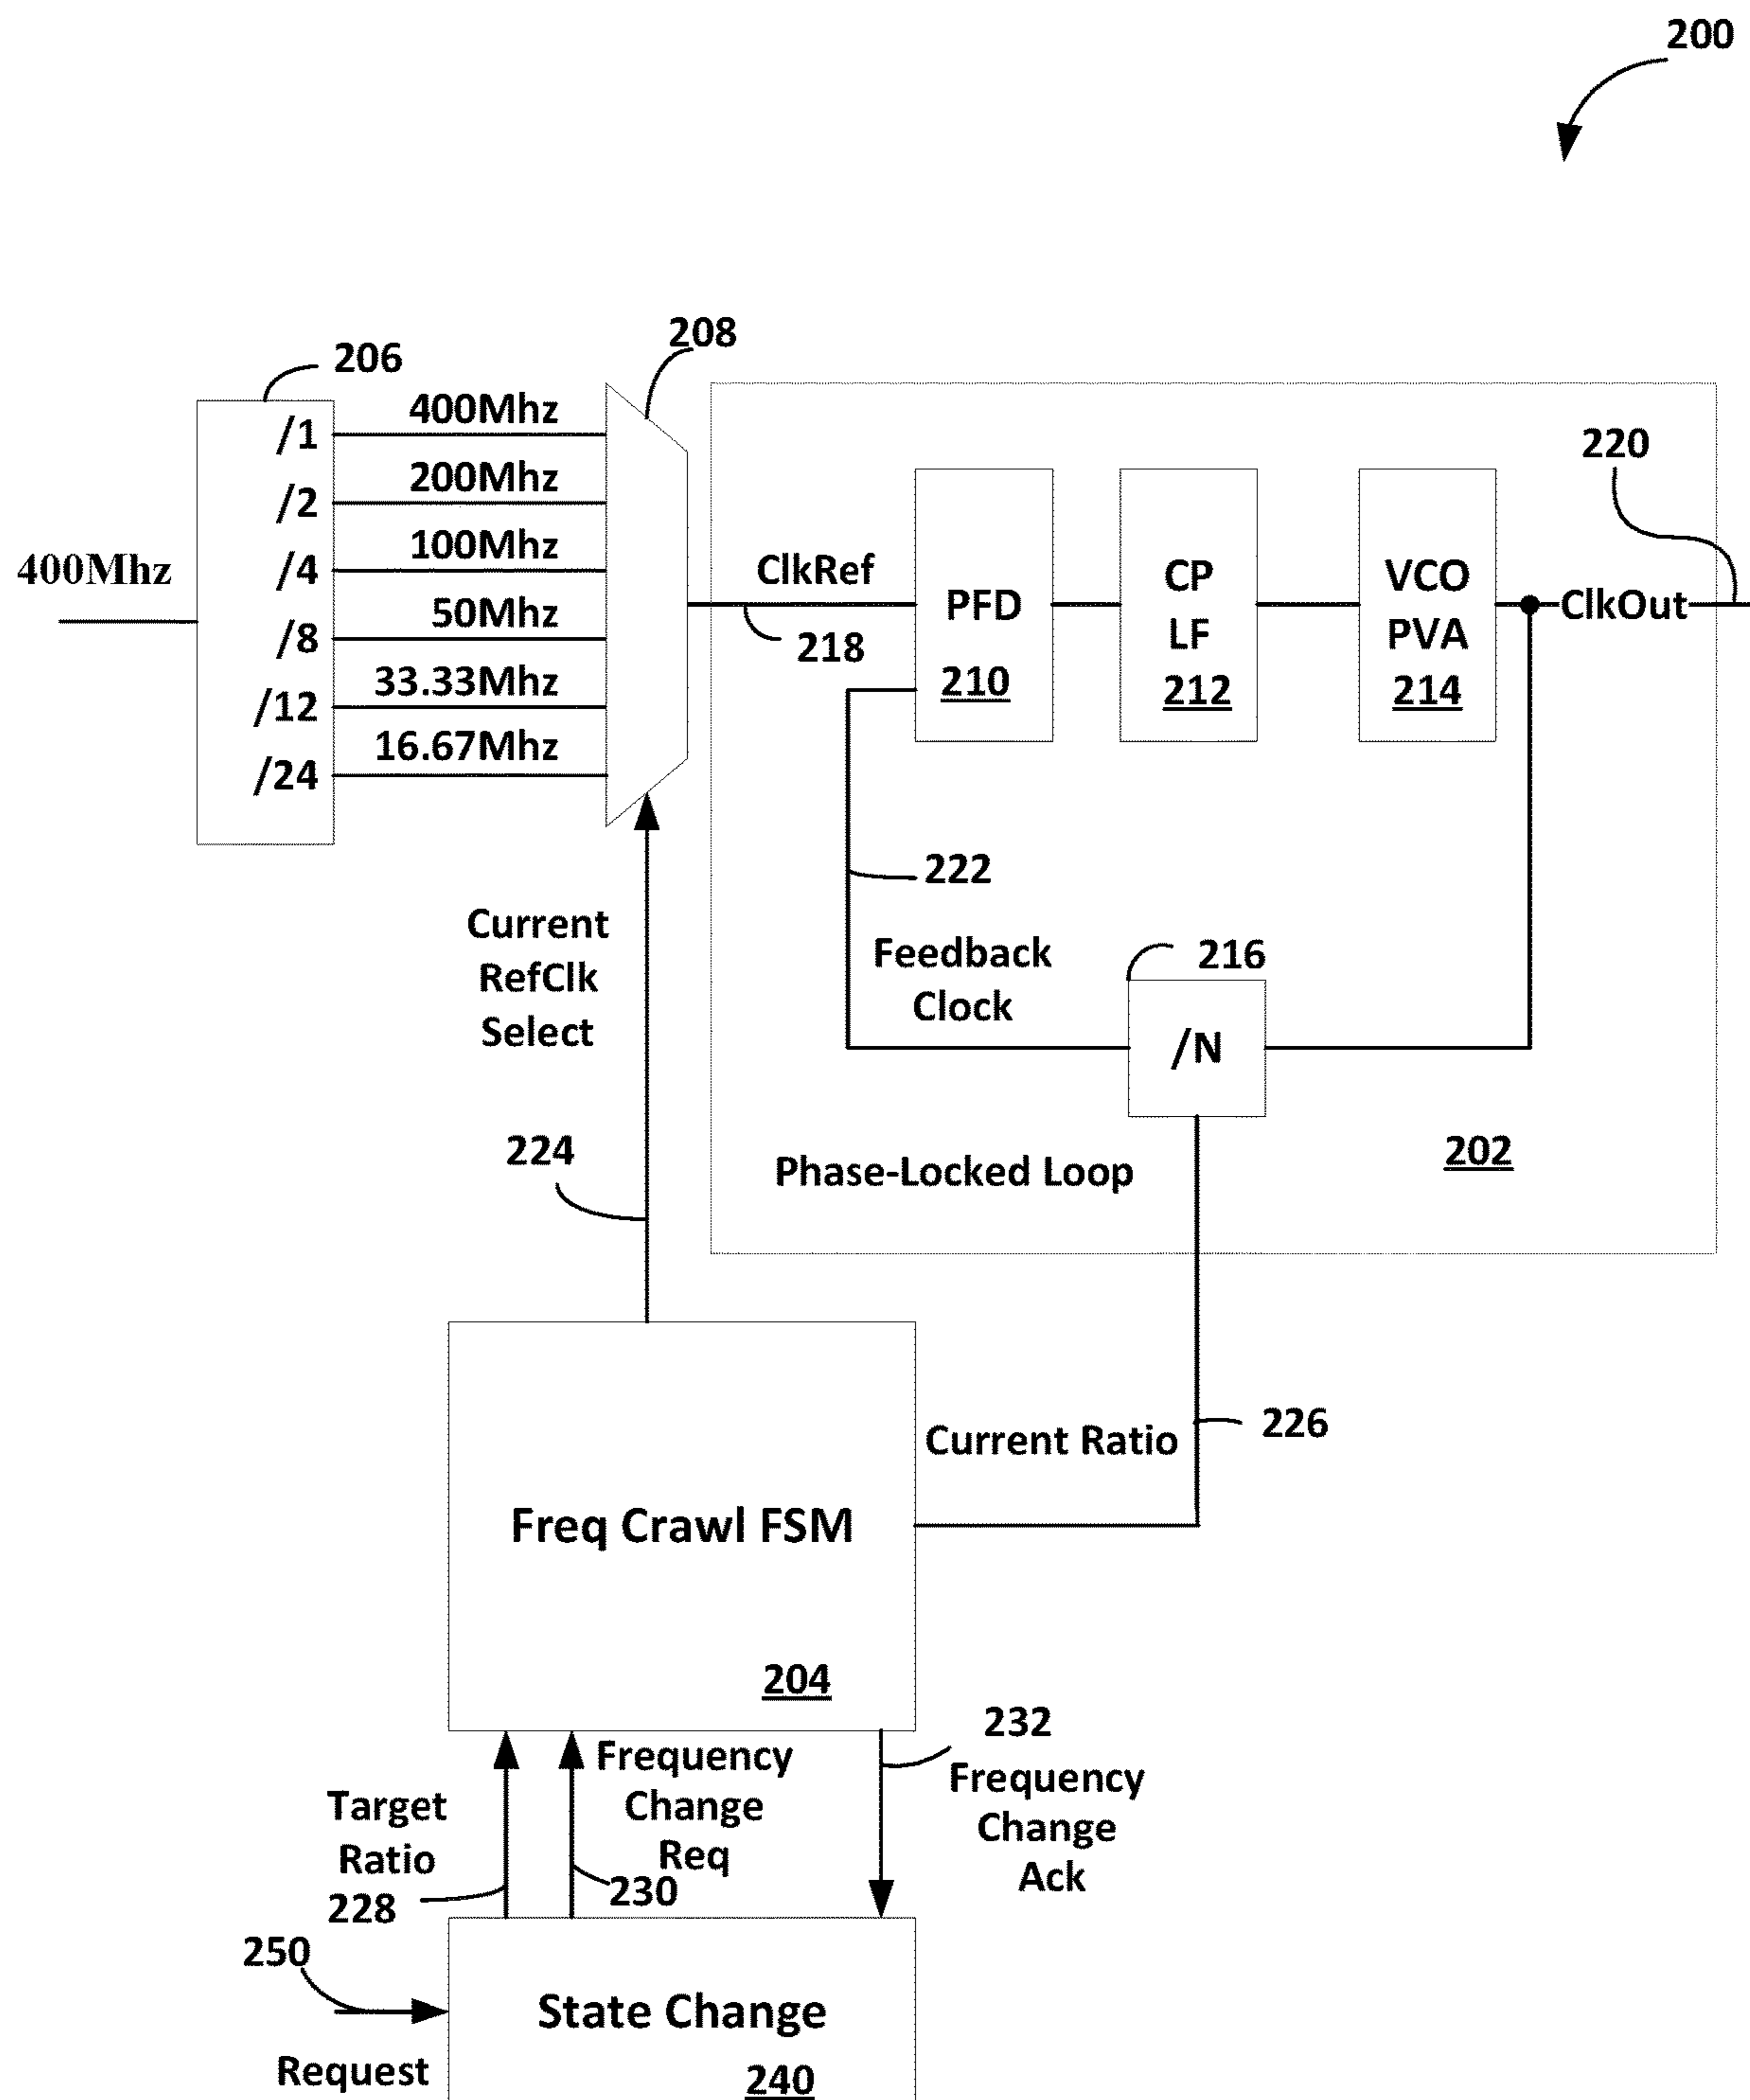 200
206
208
400Mhz
/1
400Mhz
/2
200Mhz
/4
100Mhz
/8
50Mhz
/12
33.33Mhz
/24
16.67Mhz
ClkRef
218
PFD
210
CP
LF
212
VCO
PVA
214
220
ClkOut
222
Feedback
Clock
216
/N
Phase-Locked Loop
202
Current
RefClk
Select
224
Current Ratio
226
Freq Crawl FSM
204
Target
Ratio
228
Frequency
Change
Req
230
232
Frequency
Change
Ack
250
Request
State Change
240